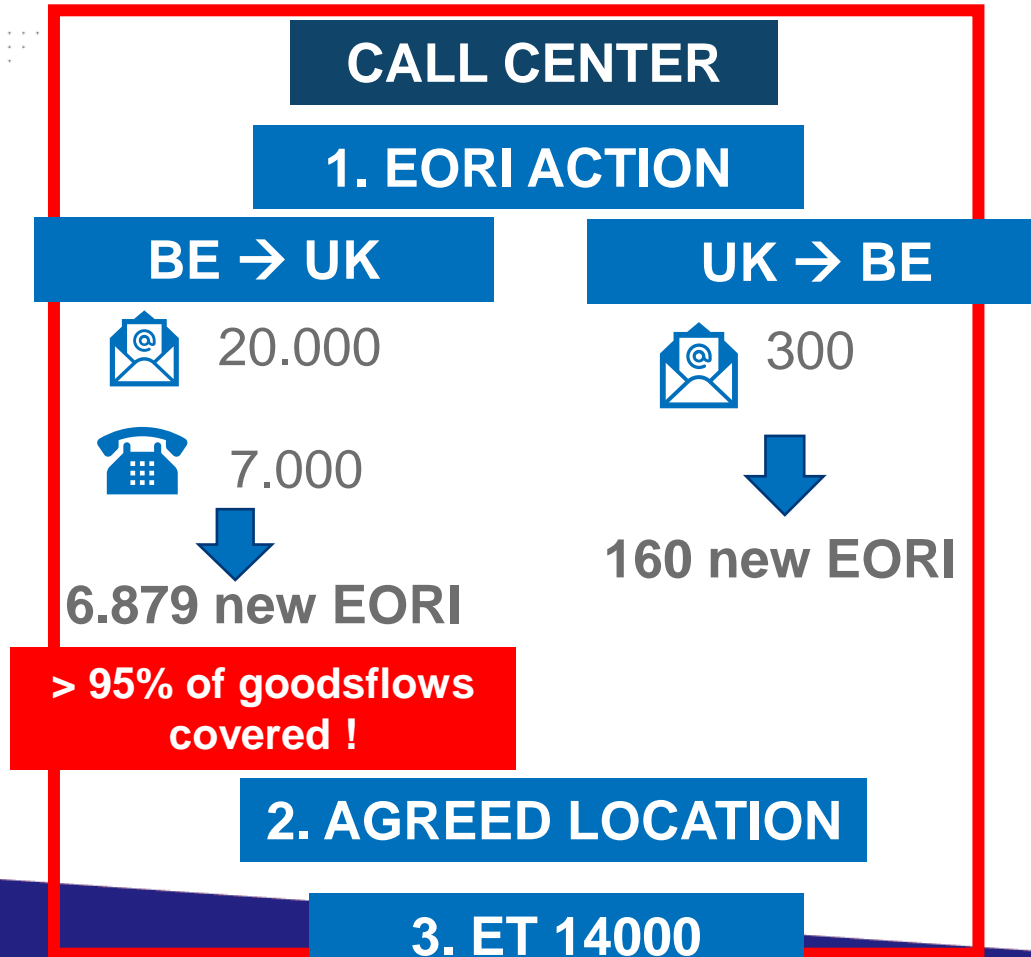 CALL CENTER
1. EORI ACTION
BE → UK
@ 20.000
7.000
6.879 new EORI
> 95% of goodsflows
covered !
UK → BE
@ 300
160 new EORI
2. AGREED LOCATION
3. ET 14000